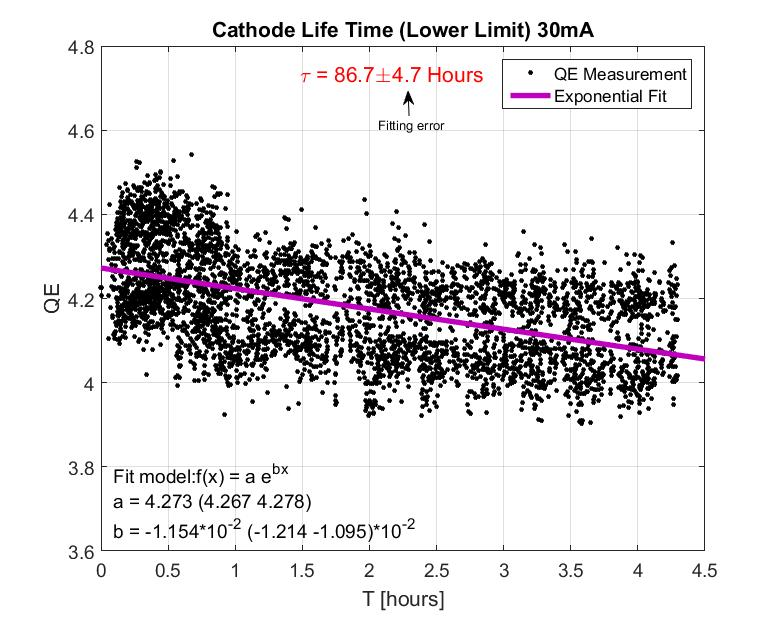 Cathode Life Time (Lower Limit) 30mA
4.8
τ = 86.7±4.7 Hours
QE Measurement
Exponential Fit
Fitting error
4.6
4.4
4.2
QE
4
3.8
Fit model:f(x) = a e^bx
a = 4.273 (4.267 4.278)
b = -1.154*10^-2 (-1.214 -1.095)*10^-2
3.6
0 0.5 1 1.5 2 2.5 3 3.5 4 4.5
T [hours]